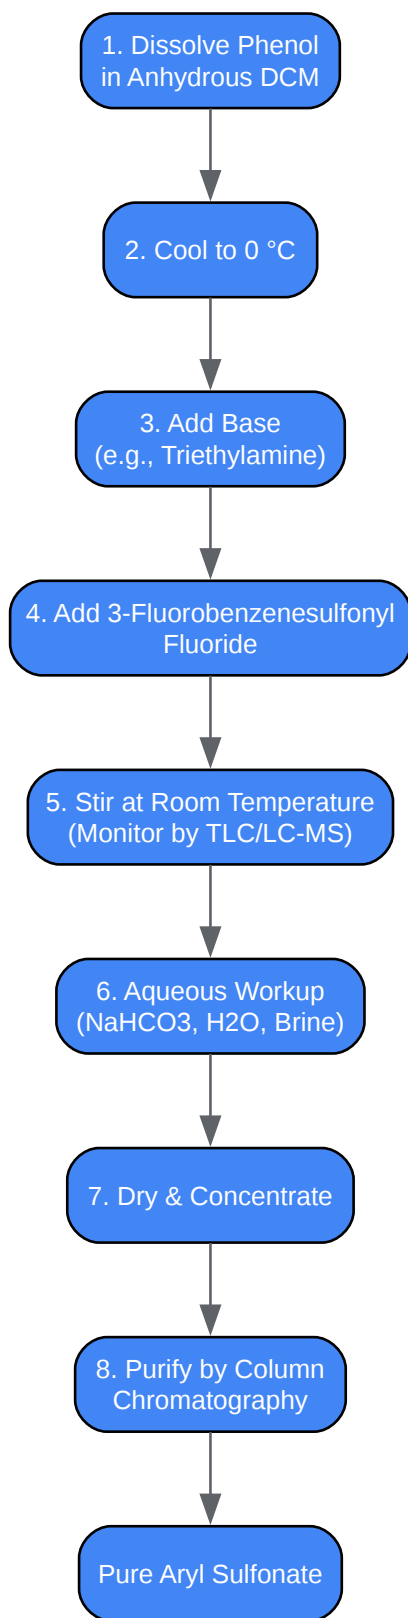 1. Dissolve Phenol
in Anhydrous DCM
2. Cool to 0 °C
3. Add Base
(e.g., Triethylamine)
4. Add 3-Fluorobenzenesulfonyl
Fluoride
5. Stir at Room Temperature
(Monitor by TLC/LC-MS)
6. Aqueous Workup
(NaHCO3, H2O, Brine)
7. Dry & Concentrate
8. Purify by Column
Chromatography
Pure Aryl Sulfonate